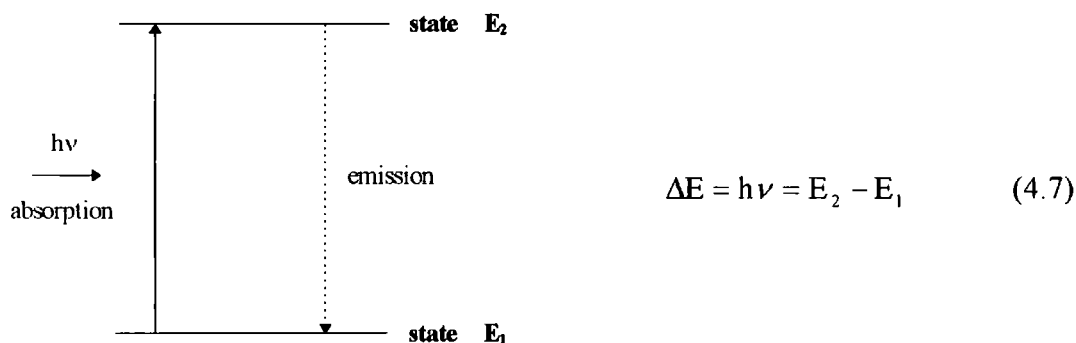 state E₂
hν
absorption
emission
ΔE = hν = E₂ − E₁ (4.7)
state E₁